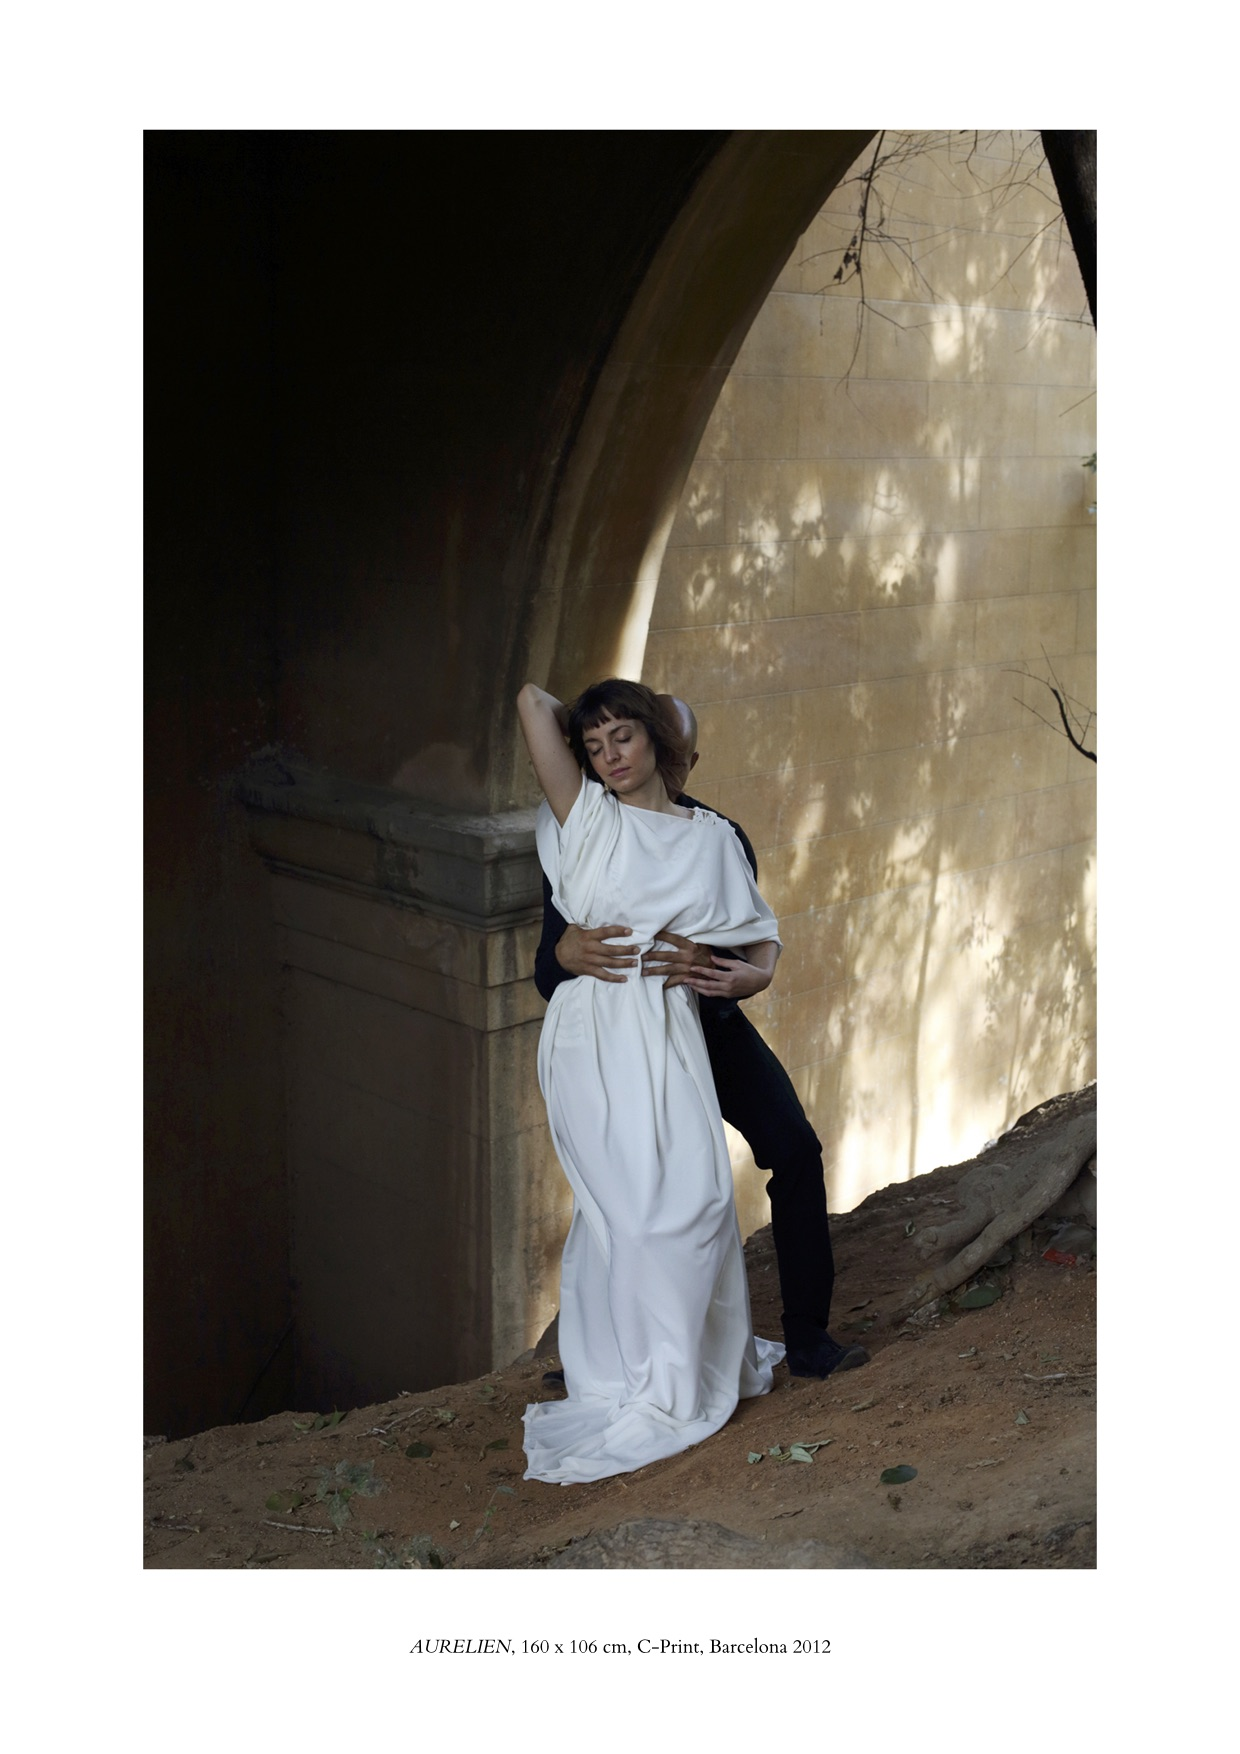 AURELIEN, 160 x 106 cm, C-Print, Barcelona 2012